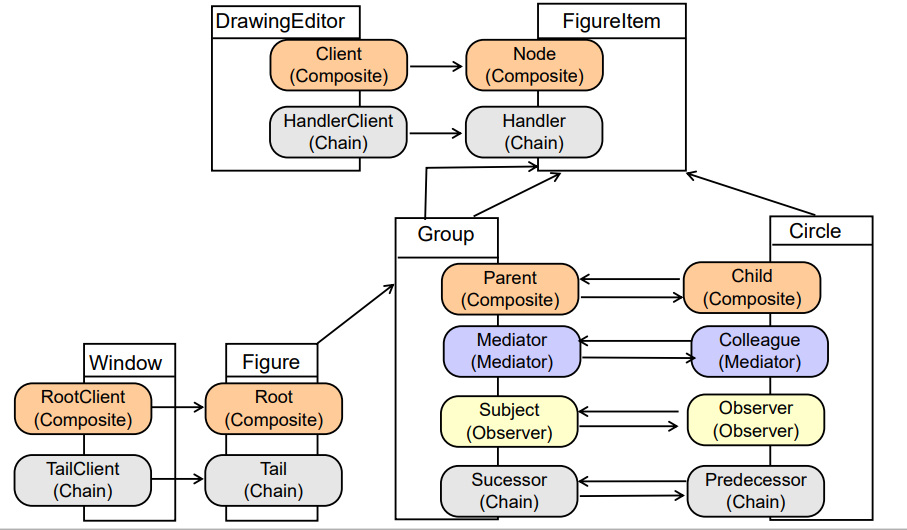 DrawingEditor
FigureItem
Client
(Composite)
Node
(Composite)
HandlerClient
(Chain)
Handler
(Chain)
Group
Circle
Parent
(Composite)
Child
(Composite)
Mediator
(Mediator)
Colleague
(Mediator)
Window
Figure
RootClient
(Composite)
Root
(Composite)
Subject
(Observer)
Observer
(Observer)
TailClient
(Chain)
Tail
(Chain)
Sucessor
(Chain)
Predecessor
(Chain)